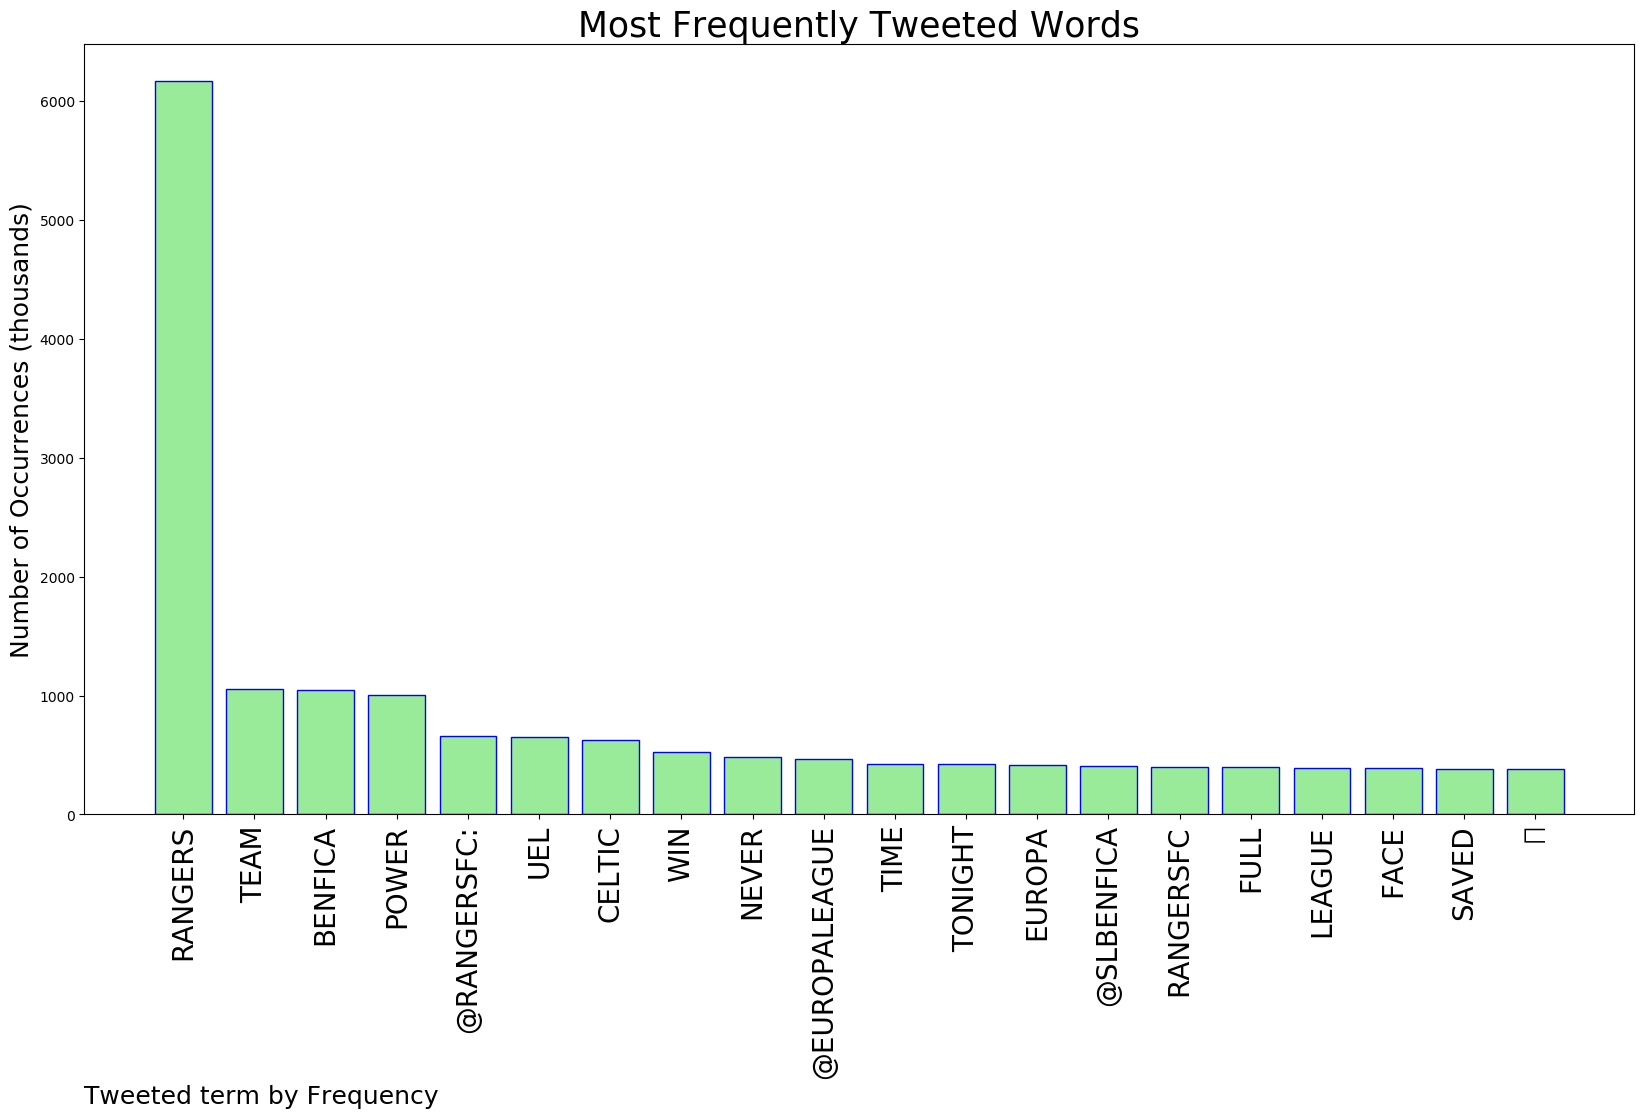 Most Frequently Tweeted Words
Number of Occurrences (thousands)
6000
5000
4000
3000
2000
1000
0
RANGERS
TEAM
BENFICA
POWER
@RANGERSFC:
UEL
CELTIC
WIN
NEVER
@EUROPALEAGUE
TIME
TONIGHT
EUROPA
@SLBENFICA
RANGERSFC
FULL
LEAGUE
FACE
SAVED
Tweeted term by Frequency